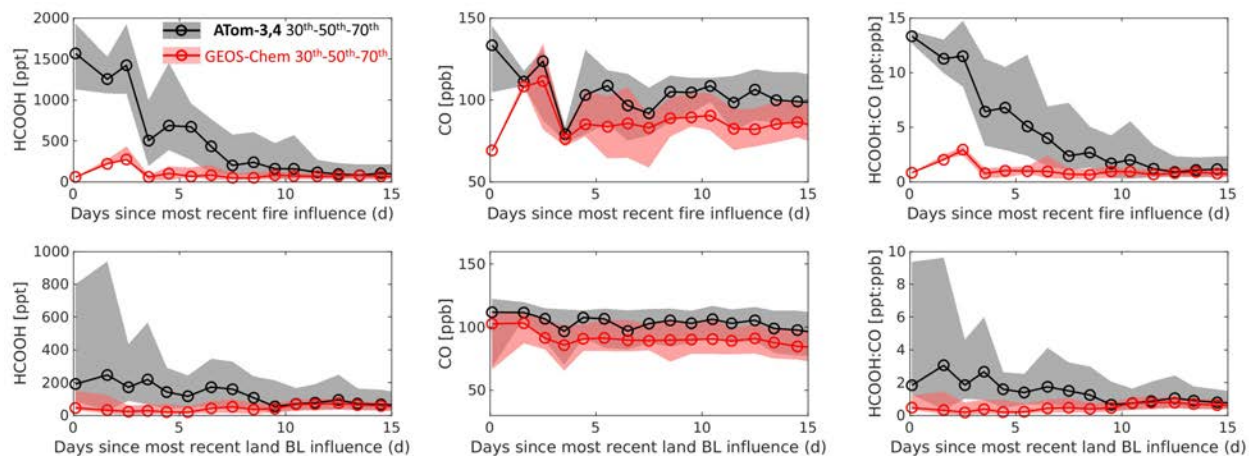 HCOOH [ppt]
2000
1500
1000
500
0
ATom-3,4 30th-50th-70th
GEOS-Chem 30th-50th-70th
0 5 10 15
Days since most recent fire influence (d)
CO [ppb]
150
100
50
0 5 10 15
Days since most recent fire influence (d)
HCOOH:CO [ppt:ppb]
15
10
5
0
0 5 10 15
Days since most recent fire influence (d)
HCOOH [ppt]
1000
800
600
400
200
0
0 5 10 15
Days since most recent land BL influence (d)
CO [ppb]
150
100
50
0 5 10 15
Days since most recent land BL influence (d)
HCOOH:CO [ppt:ppb]
10
8
6
4
2
0
0 5 10 15
Days since most recent land BL influence (d)